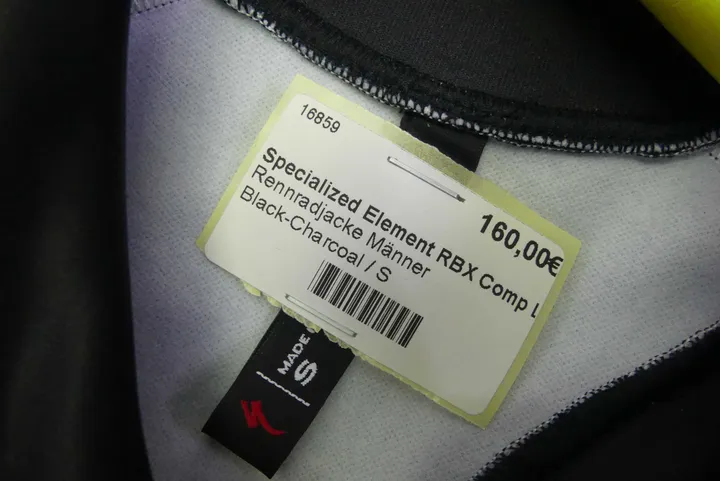 16859
160,00€
Specialized Element RBX Comp L
Rennradjacke Männer
Black-Charcoal / S
MADE
S